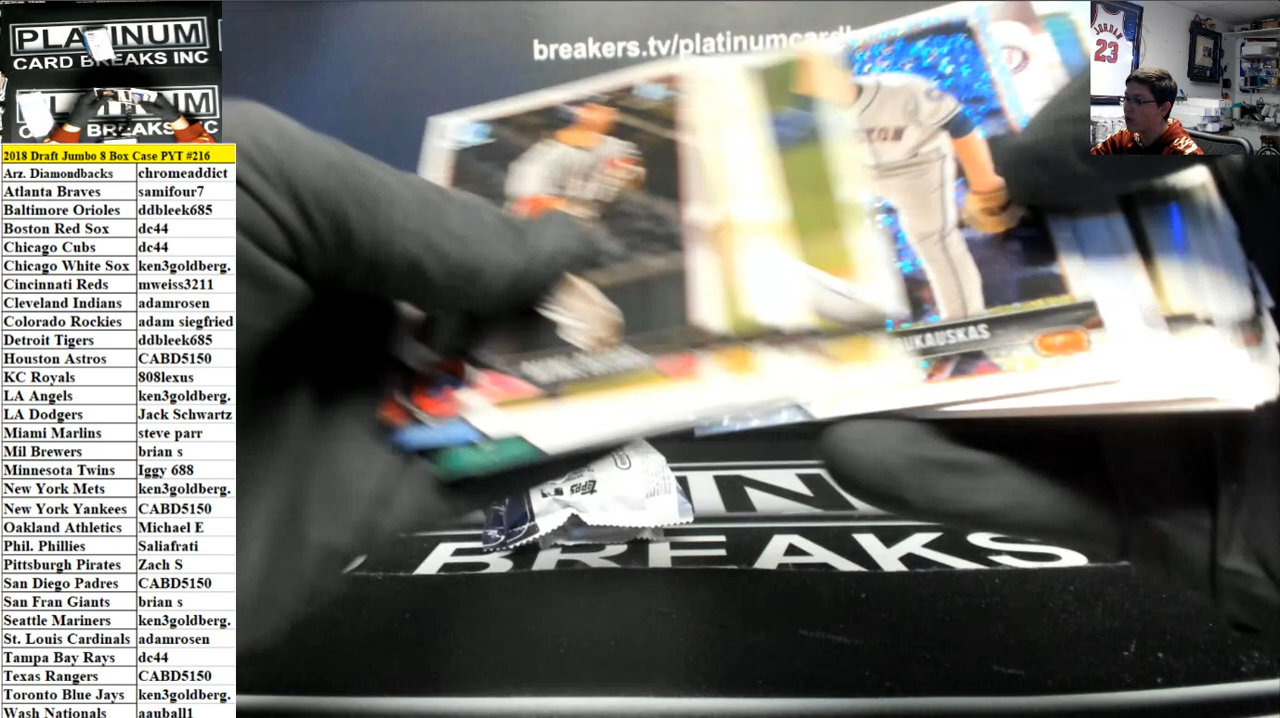 PLATINUM
CARD BREAKS INC
BREAKS INC
breakers.tv/platinumcard
JORDAN
23
2018 Draft Jumbo 8 Box Case PYT #216
Arz. Diamondbacks chromeaddict
Atlanta Braves samifour7
Baltimore Orioles ddbleek685
Boston Red Sox dc44
Chicago Cubs dc44
Chicago White Sox ken3goldberg.
Cincinnati Reds mweiss3211
Cleveland Indians adamrosen
Colorado Rockies adam siegfried
Detroit Tigers ddbleek685
Houston Astros CABD5150
KC Royals 808lexus
LA Angels ken3goldberg.
LA Dodgers Jack Schwartz
Miami Marlins steve parr
Mil Brewers brian s
Minnesota Twins Iggy 688
New York Mets ken3goldberg.
New York Yankees CABD5150
Oakland Athletics Michael E
Phil. Phillies Saliafrati
Pittsburgh Pirates Zach S
San Diego Padres CABD5150
San Fran Giants brian s
Seattle Mariners ken3goldberg.
St. Louis Cardinals adamrosen
Tampa Bay Rays dc44
Texas Rangers CABD5150
Toronto Blue Jays ken3goldberg.
Wash Nationals aauball1
UKAUSKAS
topps
IN
BREAKS